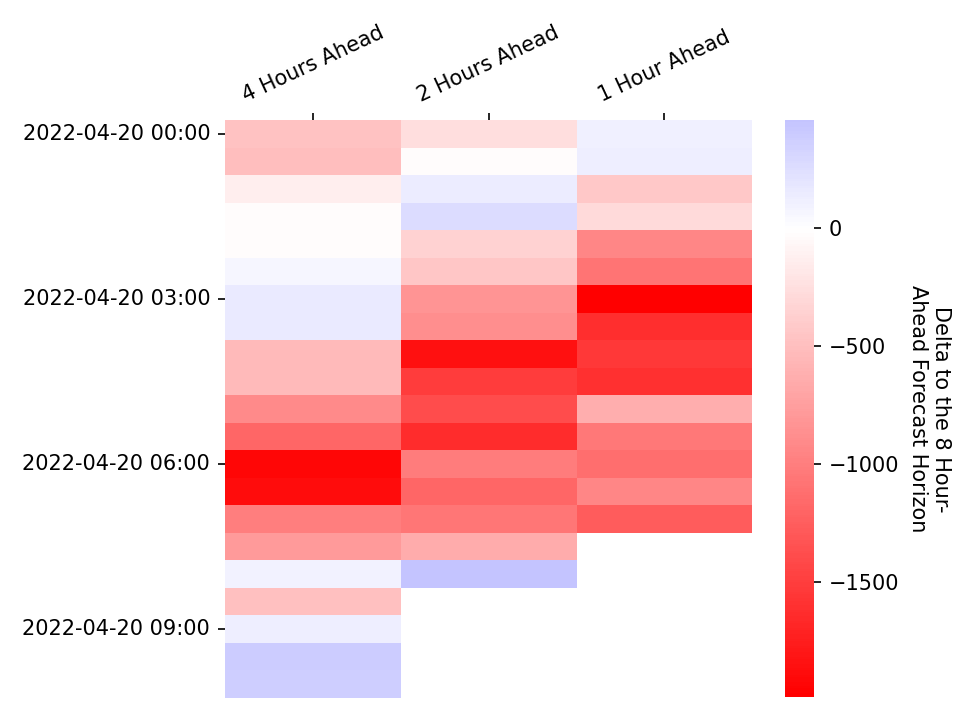 4 Hours Ahead
2 Hours Ahead
1 Hour Ahead
2022-04-20 00:00
2022-04-20 03:00
2022-04-20 06:00
2022-04-20 09:00
0
−500
−1000
−1500
Delta to the 8 Hour-
Ahead Forecast Horizon